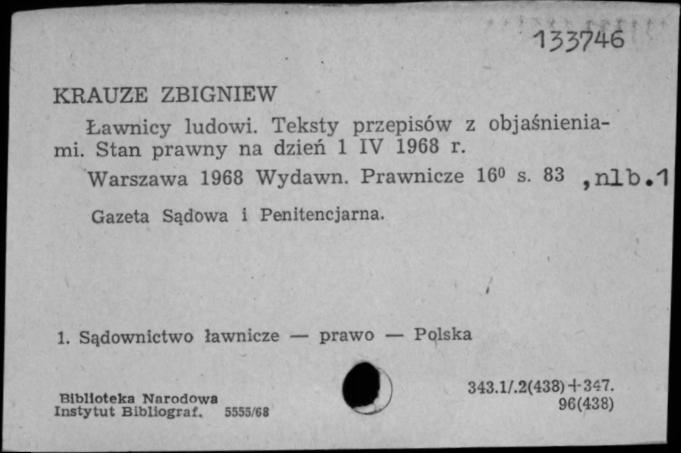 133746
KRAUZE ZBIGNIEW
Ławnicy ludowi. Teksty przepisów z objaśnienia-
mi. Stan prawny na dzień 1 IV 1968 r.
Warszawa 1968 Wydawn. Prawnicze 16⁰ s. 83 ,nlb.1
Gazeta Sądowa i Penitencjarna.
1. Sądownictwo ławnicze — prawo — Polska
343.1/.2(438)+347.
96(438)
Biblioteka Narodowa
Instytut Bibliograf. 5555/68